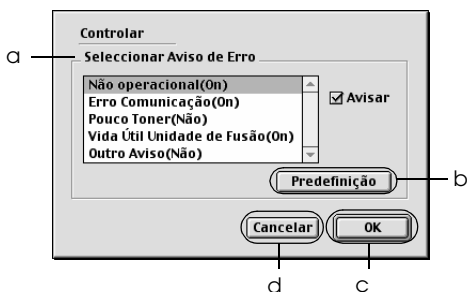 Controlar
a
Seleccionar Aviso de Erro
Não operacional(On)
Erro Comunicação(On)
Pouco Toner(Não)
Vida Útil Unidade de Fusão(On)
Outro Aviso(Não)
Avisar
Predefinição
b
Cancelar
OK
d
c